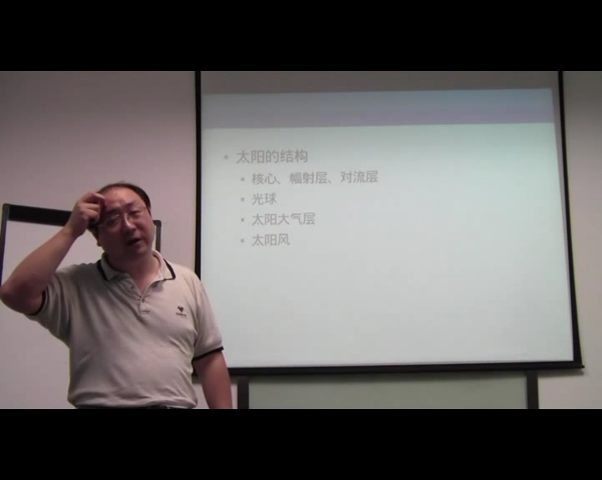 太阳的结构
核心、幅射层、对流层
光球
太阳大气层
太阳风